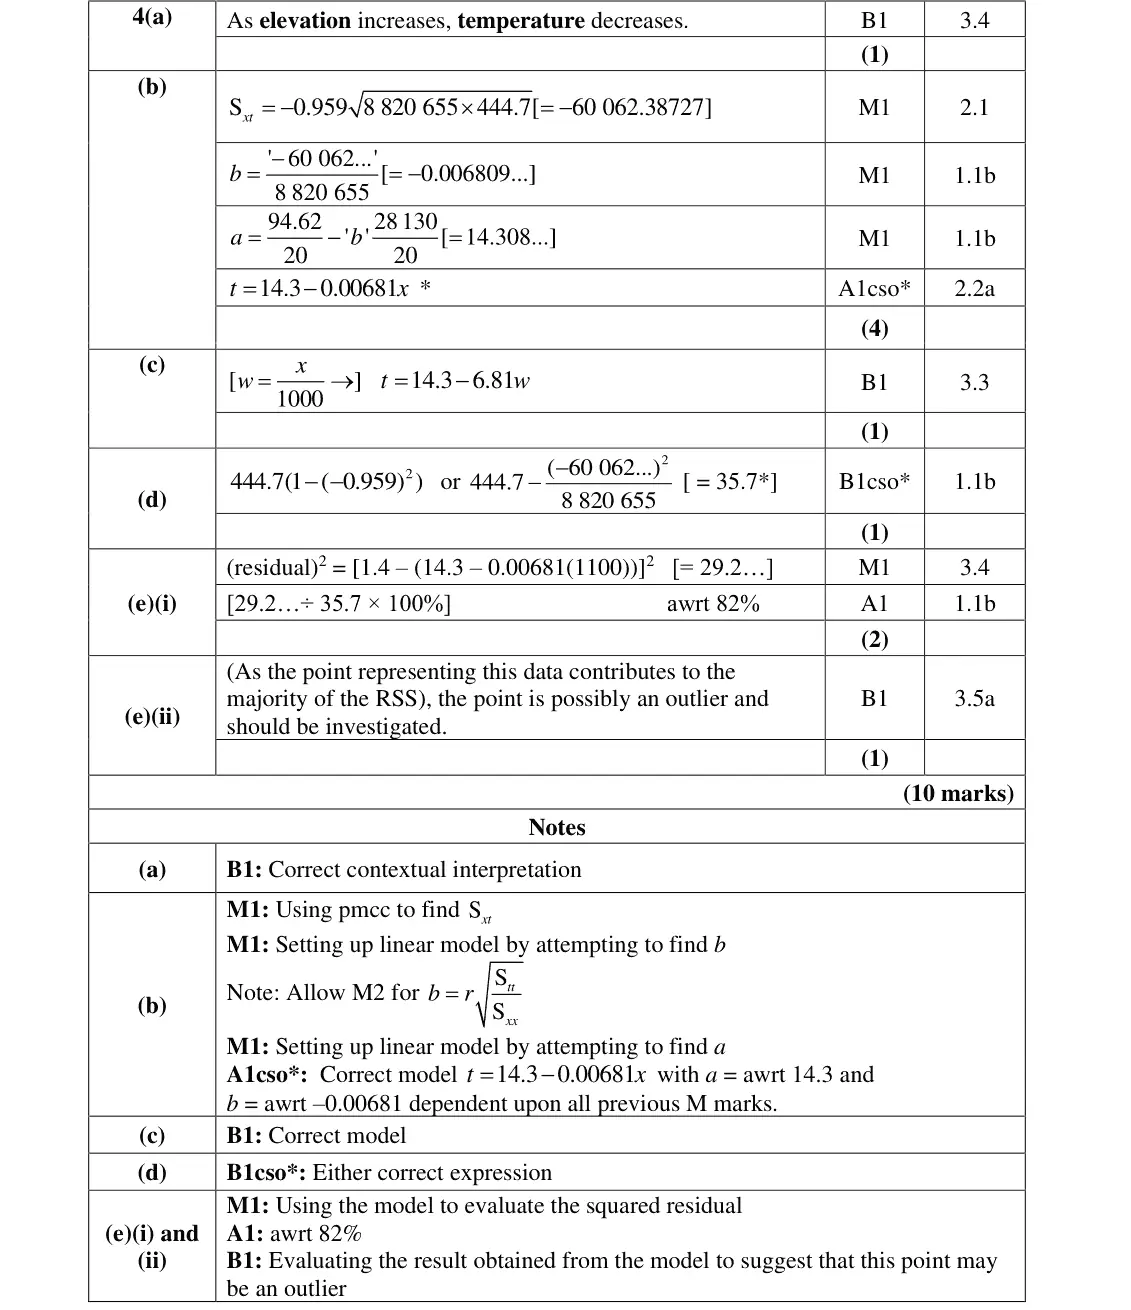 4(a) As elevation increases, temperature decreases. B1 3.4
(1)
(b) S_xt = −0.959√(8 820 655×444.7)[= −60 062.38727] M1 2.1
b = '−60 062...' / 8 820 655 [= −0.006809...] M1 1.1b
a = 94.62/20 − 'b' 28 130/20 [=14.308...] M1 1.1b
t =14.3−0.00681x * A1cso* 2.2a
(4)
(c) [w = x/1000 →] t =14.3−6.81w B1 3.3
(1)
(d) 444.7(1−(−0.959)²) or 444.7 − (−60 062...)² / 8 820 655 [ = 35.7*] B1cso* 1.1b
(1)
(e)(i) (residual)² = [1.4 – (14.3 – 0.00681(1100))]² [= 29.2…] M1 3.4
[29.2…÷ 35.7 × 100%] awrt 82% A1 1.1b
(2)
(e)(ii) (As the point representing this data contributes to the
majority of the RSS), the point is possibly an outlier and B1 3.5a
should be investigated.
(1)
(10 marks)
Notes
(a) B1: Correct contextual interpretation
(b) M1: Using pmcc to find S_xt
M1: Setting up linear model by attempting to find b
Note: Allow M2 for b = r√(S_tt / S_xx)
M1: Setting up linear model by attempting to find a
A1cso*: Correct model t =14.3−0.00681x with a = awrt 14.3 and
b = awrt –0.00681 dependent upon all previous M marks.
(c) B1: Correct model
(d) B1cso*: Either correct expression
(e)(i) and (ii) M1: Using the model to evaluate the squared residual
A1: awrt 82%
B1: Evaluating the result obtained from the model to suggest that this point may
be an outlier